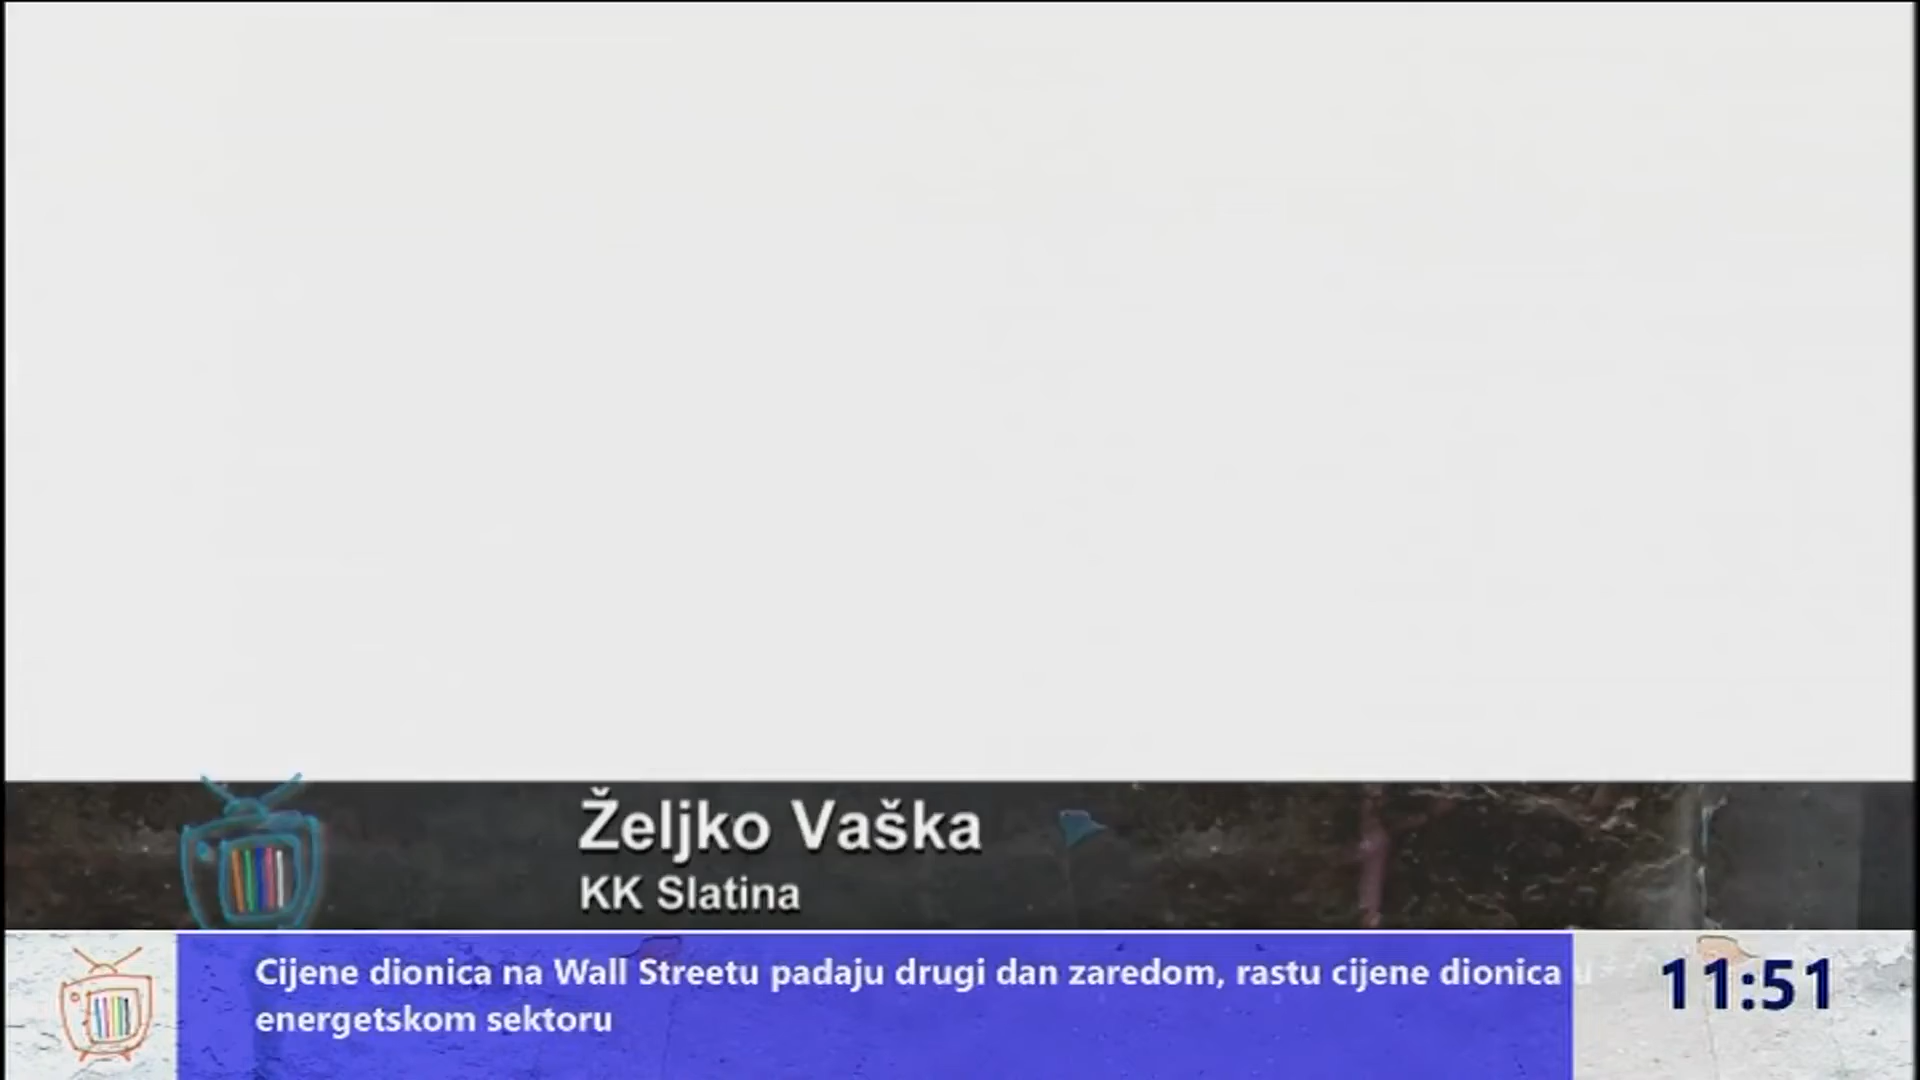 Željko Vaška
KK Slatina
Cijene dionica na Wall Streetu padaju drugi dan zaredom, rastu cijene dionica u
energetskom sektoru
11:51